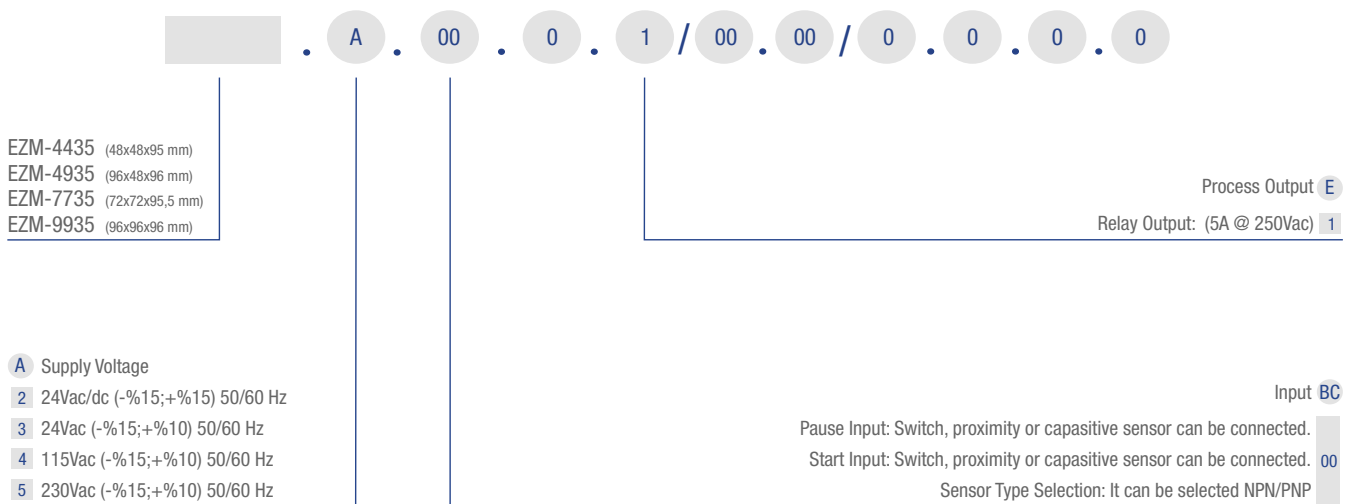 . A . 00 . 0 . 1 / 00 . 00 / 0 . 0 . 0 . 0
EZM-4435 (48x48x95 mm)
EZM-4935 (96x48x96 mm)
EZM-7735 (72x72x95,5 mm)
EZM-9935 (96x96x96 mm)
Process Output E
Relay Output: (5A @ 250Vac) 1
A Supply Voltage
2 24Vac/dc (-%15;+%15) 50/60 Hz
3 24Vac (-%15;+%10) 50/60 Hz
4 115Vac (-%15;+%10) 50/60 Hz
5 230Vac (-%15;+%10) 50/60 Hz
Input BC
Pause Input: Switch, proximity or capasitive sensor can be connected.
Start Input: Switch, proximity or capasitive sensor can be connected. 00
Sensor Type Selection: It can be selected NPN/PNP